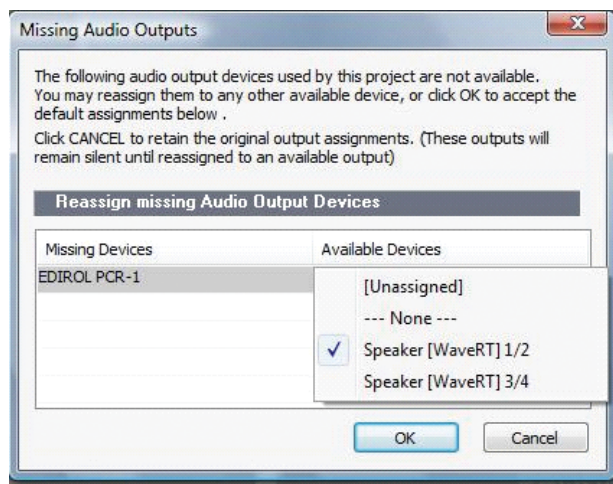 Missing Audio Outputs
The following audio output devices used by this project are not available.
You may reassign them to any other available device, or click OK to accept the
default assignments below .
Click CANCEL to retain the original output assignments. (These outputs will
remain silent until reassigned to an available output)
Reassign missing Audio Output Devices
Missing Devices Available Devices
EDIROL PCR-1
[Unassigned]
--- None ---
Speaker [WaveRT] 1/2
Speaker [WaveRT] 3/4
OK Cancel